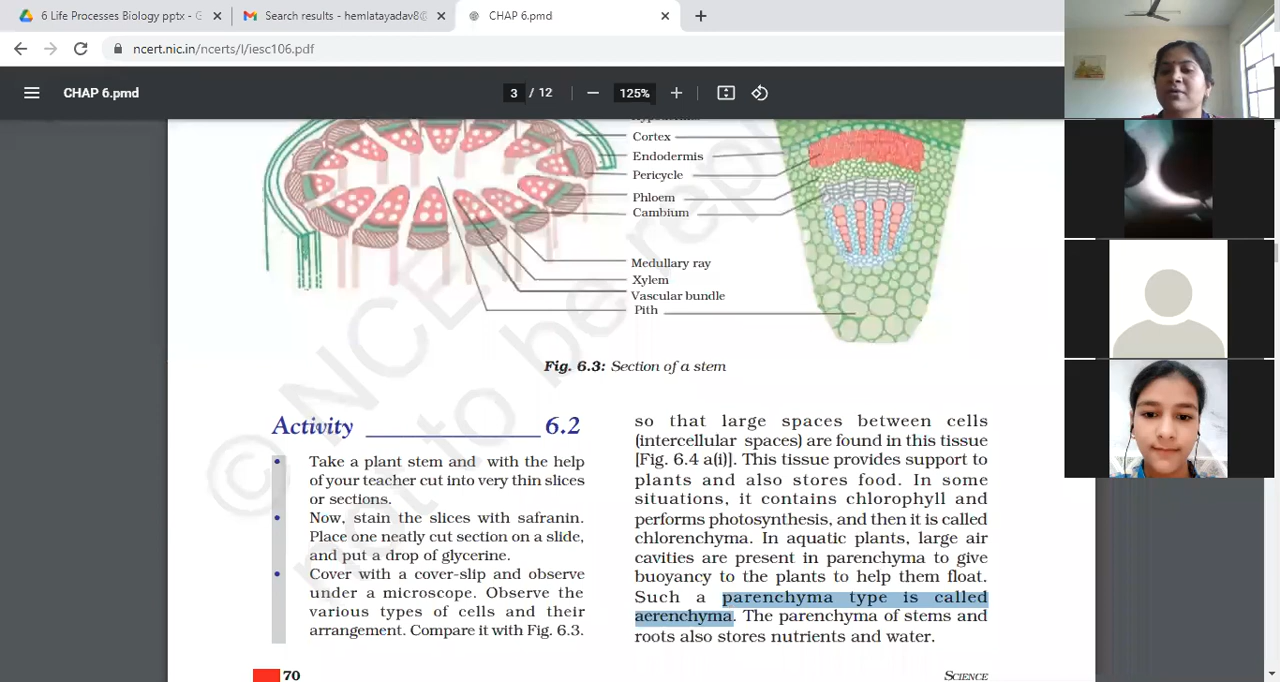 6 Life Processes Biology pptx - G
Search results - hemlatayadav8@
CHAP 6.pmd
ncert.nic.in/ncerts/l/iesc106.pdf
CHAP 6.pmd
3 / 12
125%
Cortex
Endodermis
Pericycle
Phloem
Cambium
Medullary ray
Xylem
Vascular bundle
Pith
Fig. 6.3: Section of a stem
Activity 6.2
• Take a plant stem and with the help
of your teacher cut into very thin slices
or sections.
• Now, stain the slices with safranin.
Place one neatly cut section on a slide,
and put a drop of glycerine.
• Cover with a cover-slip and observe
under a microscope. Observe the
various types of cells and their
arrangement. Compare it with Fig. 6.3.
so that large spaces between cells
(intercellular spaces) are found in this tissue
[Fig. 6.4 a(i)]. This tissue provides support to
plants and also stores food. In some
situations, it contains chlorophyll and
performs photosynthesis, and then it is called
chlorenchyma. In aquatic plants, large air
cavities are present in parenchyma to give
buoyancy to the plants to help them float.
Such a parenchyma type is called
aerenchyma. The parenchyma of stems and
roots also stores nutrients and water.
70
SCIENCE
© NCE
not to be rep